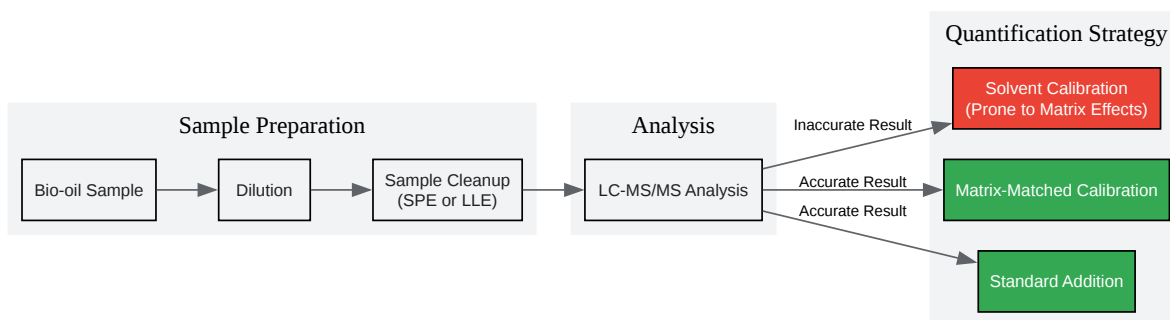 Quantification Strategy
Solvent Calibration
(Prone to Matrix Effects)
Sample Preparation
Analysis
Inaccurate Result
Bio-oil Sample
Dilution
Sample Cleanup
(SPE or LLE)
LC-MS/MS Analysis
Accurate Result
Matrix-Matched Calibration
Accurate Result
Standard Addition